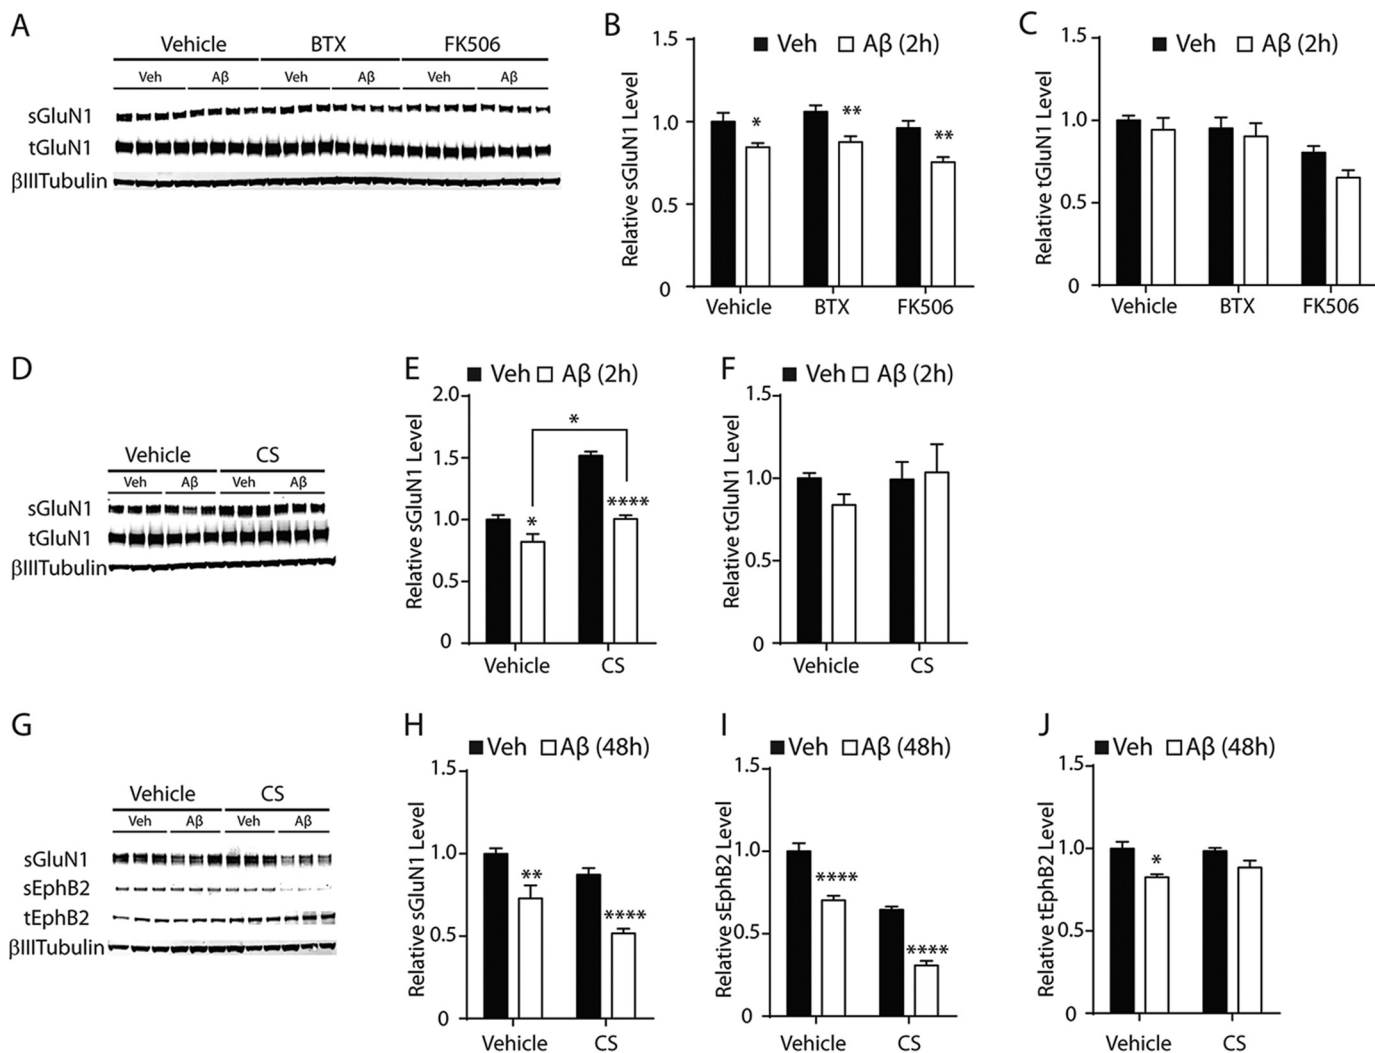 A
Vehicle BTX FK506
Veh Aβ Veh Aβ Veh Aβ
sGluN1
tGluN1
βIIITubulin
B
Veh Aβ (2h)
Relative sGluN1 Level
1.5
1.0
0.5
0
* ** **
Vehicle BTX FK506
C
Veh Aβ (2h)
Relative tGluN1 Level
1.5
1.0
0.5
0
Vehicle BTX FK506
D
Vehicle CS
Veh Aβ Veh Aβ
sGluN1
tGluN1
βIIITubulin
E
Veh Aβ (2h)
Relative sGluN1 Level
2.0
1.5
1.0
0.5
0
*
* ****
Vehicle CS
F
Veh Aβ (2h)
Relative tGluN1 Level
1.5
1.0
0.5
0
Vehicle CS
G
Vehicle CS
Veh Aβ Veh Aβ
sGluN1
sEphB2
tEphB2
βIIITubulin
H
Veh Aβ (48h)
Relative sGluN1 Level
1.5
1.0
0.5
0
** ****
Vehicle CS
I
Veh Aβ (48h)
Relative sEphB2 Level
1.5
1.0
0.5
0
**** ****
Vehicle CS
J
Veh Aβ (48h)
Relative tEphB2 Level
1.5
1.0
0.5
0
*
Vehicle CS